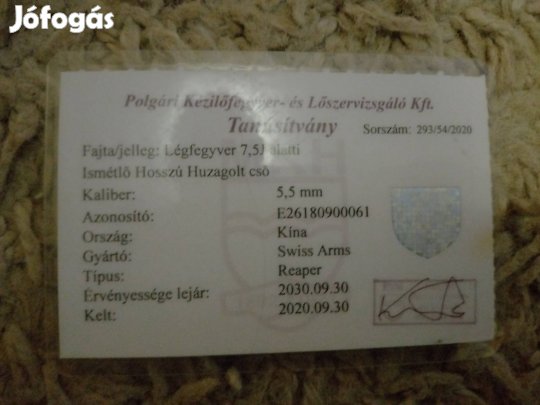 Jófogás
Polgári Kézilőfegyver- és Lőszervizsgáló Kft.
Tanúsítvány
Sorszám: 293/54/2020
Fajta/jelleg: Légfegyver 7,5J alatti
Ismétlő Hosszú Huzagolt cső
Kaliber: 5,5 mm
Azonosító: E26180900061
Ország: Kína
Gyártó: Swiss Arms
Típus: Reaper
Érvényessége lejár: 2030.09.30
Kelt: 2020.09.30